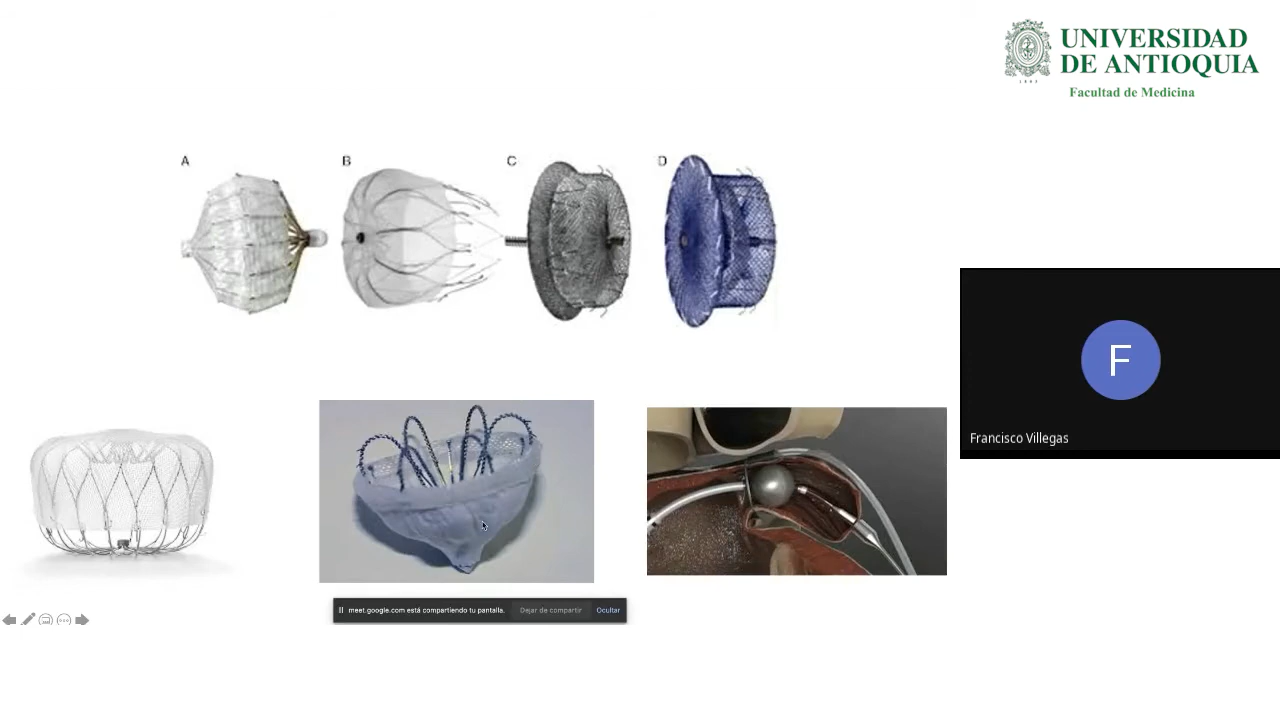 UNIVERSIDAD
DE ANTIOQUIA
Facultad de Medicina
A
B
C
D
F
Francisco Villegas
meet.google.com está compartiendo tu pantalla.
Dejar de compartir
Ocultar